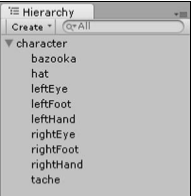 Hierarchy
Create All
character
bazooka
hat
leftEye
leftFoot
leftHand
rightEye
rightFoot
rightHand
tache